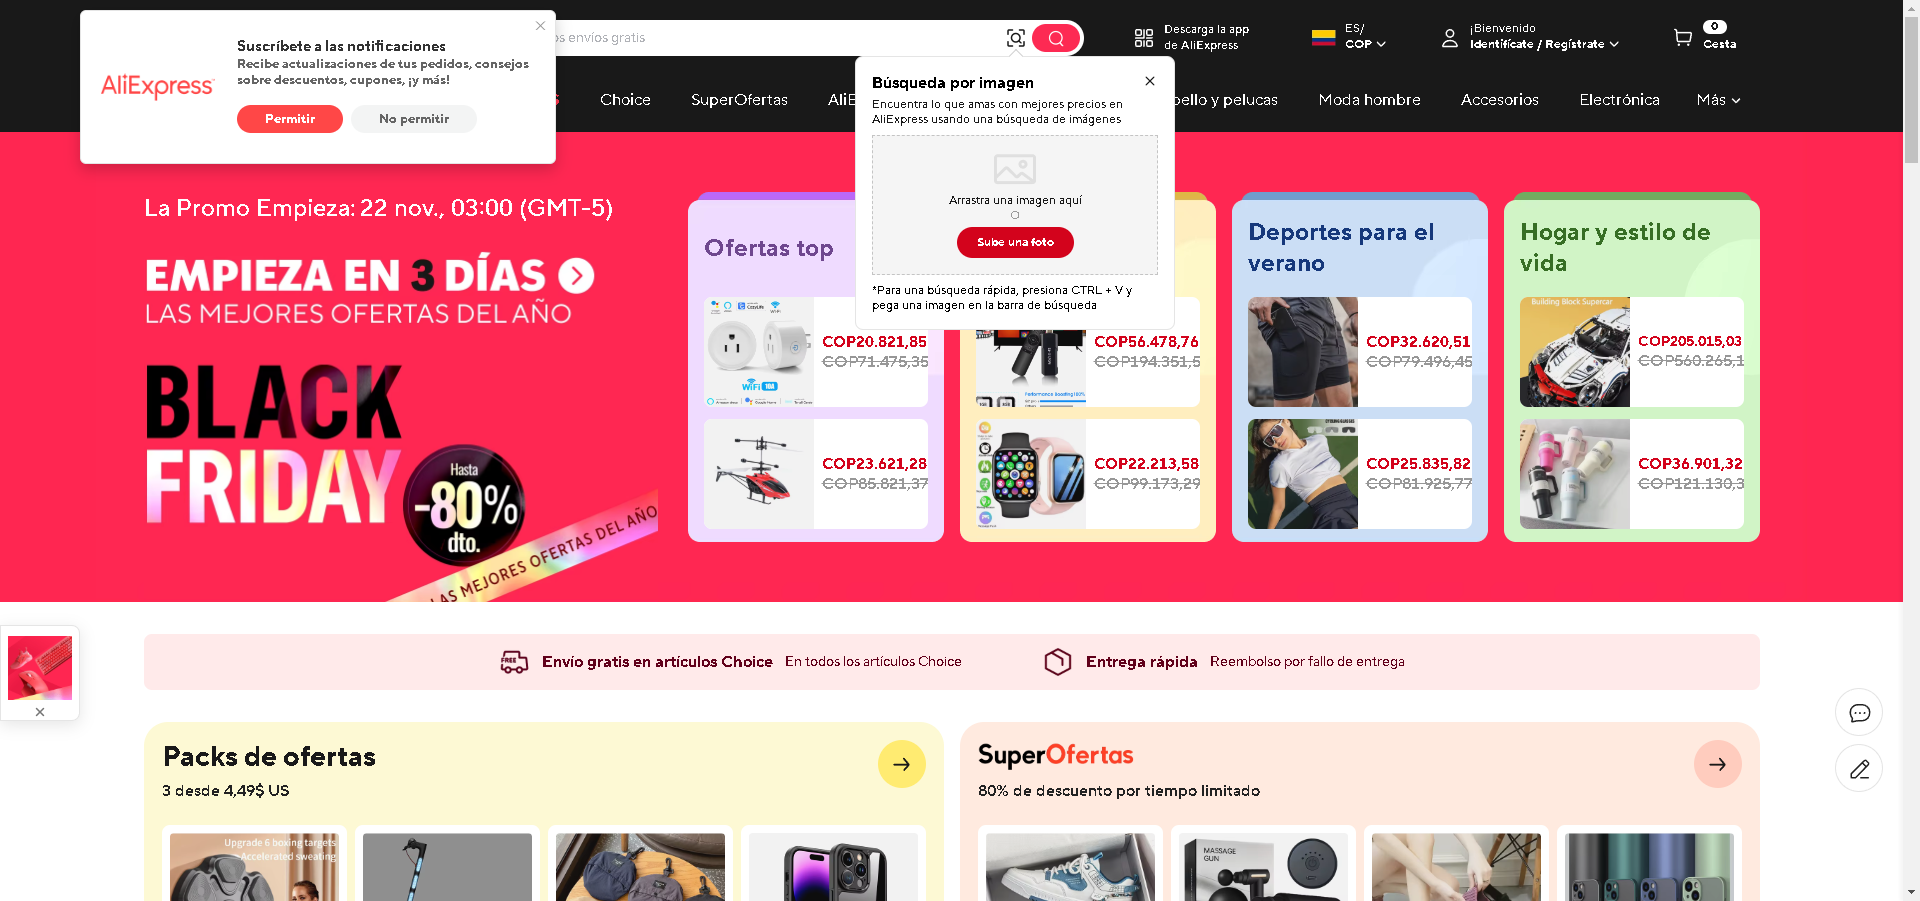 Suscríbete a las notificaciones
Recibe actualizaciones de tus pedidos, consejos
sobre descuentos, cupones, ¡y más!
AliExpress
Permitir
No permitir
os envíos gratis
Descarga la app
de AliExpress
ES/
COP
¡Bienvenido
Identifícate / Regístrate
0
Cesta
S
Choice
SuperOfertas
AliE
bello y pelucas
Moda hombre
Accesorios
Electrónica
Más
Búsqueda por imagen
Encuentra lo que amas con mejores precios en
AliExpress usando una búsqueda de imágenes
Arrastra una imagen aquí
O
Sube una foto
*Para una búsqueda rápida, presiona CTRL + V y
pega una imagen en la barra de búsqueda
La Promo Empieza: 22 nov., 03:00 (GMT-5)
EMPIEZA EN 3 DÍAS
LAS MEJORES OFERTAS DEL AÑO
BLACK
FRIDAY
Hasta
-80%
dto.
LAS MEJORES OFERTAS DEL AÑO
Ofertas top
COP20.821,85
COP71.475,35
WiFi 16A
COP23.621,28
COP85.821,37
COP56.478,76
COP194.351,5
Performance Boosting100%
COP22.213,58
COP99.173,29
Deportes para el
verano
COP32.620,51
COP79.496,45
COP25.835,82
COP81.925,77
Hogar y estilo de
vida
Building Block Supercar
COP205.015,03
COP560.265,1
COP36.901,32
COP121.130,3
FREE
Envío gratis en artículos Choice
En todos los artículos Choice
Entrega rápida
Reembolso por fallo de entrega
Packs de ofertas
3 desde 4,49$ US
Upgrade 6 boxing targets
Accelerated sweating
SuperOfertas
80% de descuento por tiempo limitado
MASSAGE
GUN